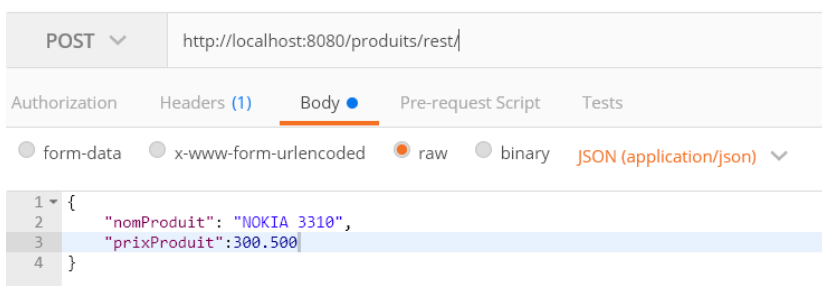 POST http://localhost:8080/produits/rest/
Authorization Headers (1) Body Pre-request Script Tests
form-data x-www-form-urlencoded raw binary JSON (application/json)
1 {
2 "nomProduit": "NOKIA 3310",
3 "prixProduit":300.500
4 }